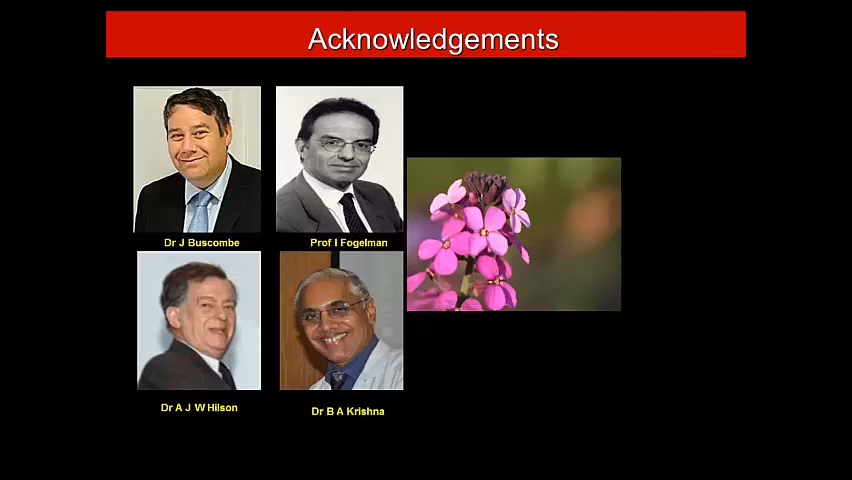 Acknowledgements
Dr J Buscombe
Prof I Fogelman
Dr A J W Hilson
Dr B A Krishna